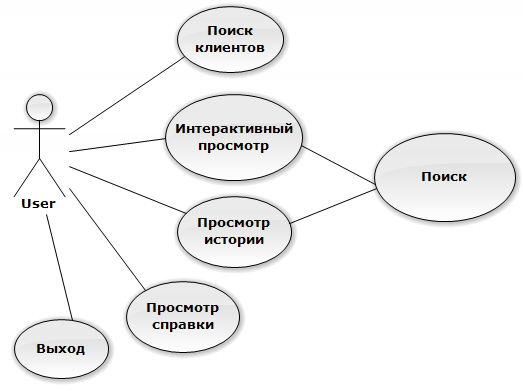 Поиск
клиентов
Интерактивный
просмотр
Поиск
User
Просмотр
истории
Просмотр
справки
Выход